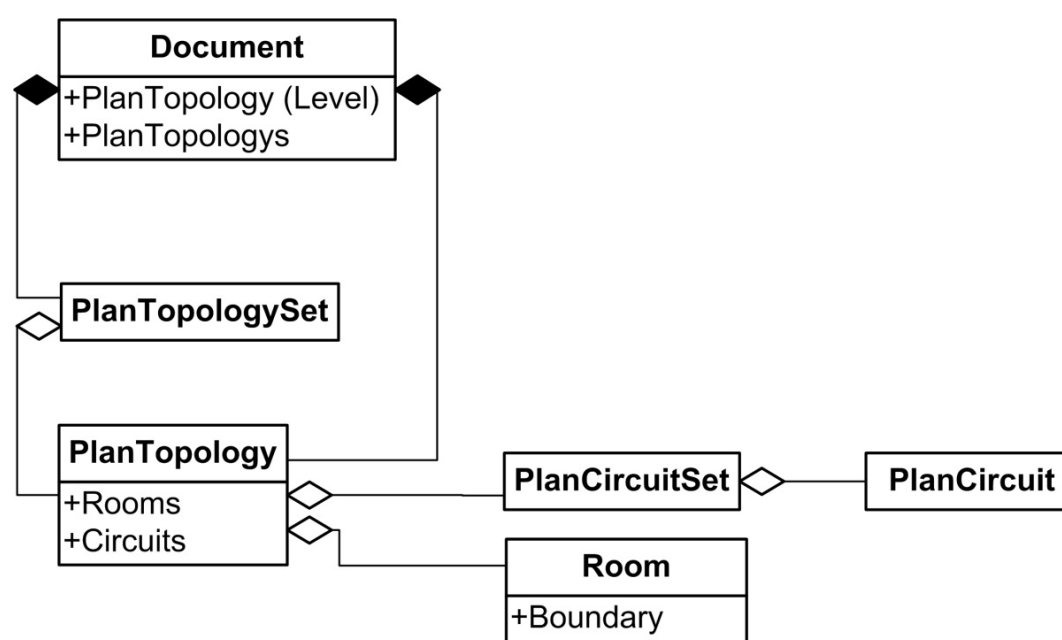 Document
+PlanTopology (Level)
+PlanTopologys
PlanTopologySet
PlanTopology
+Rooms
+Circuits
PlanCircuitSet
PlanCircuit
Room
+Boundary